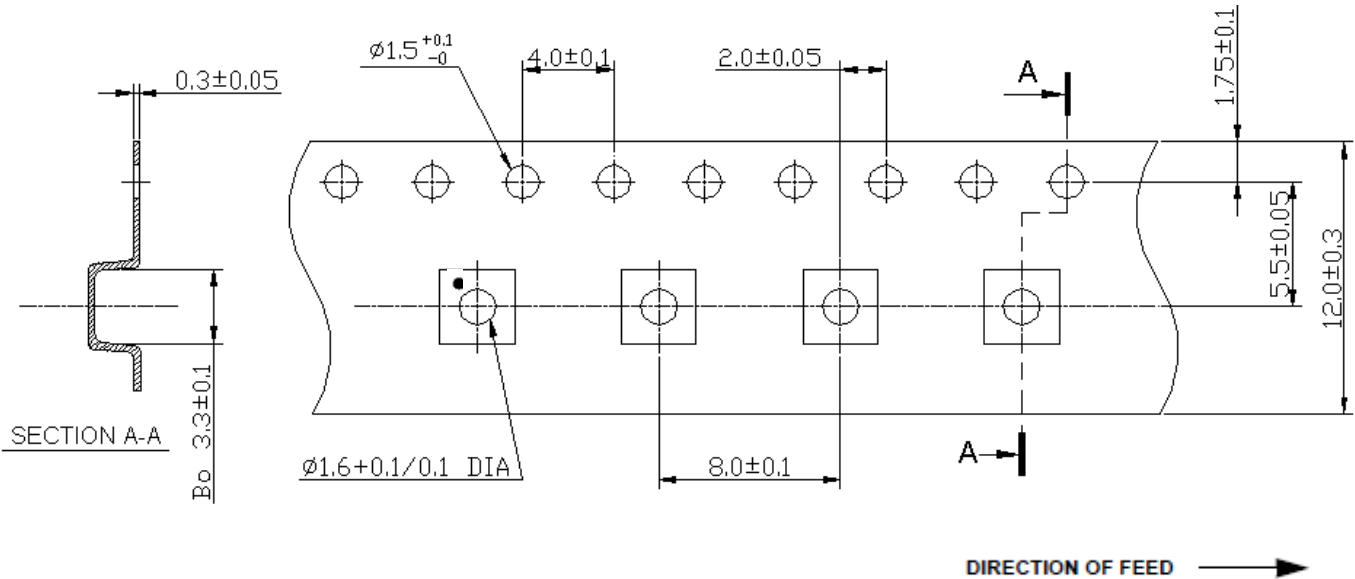 Ø1.5 +0.1 -0
4.0±0.1
2.0±0.05
A
1.75±0.1
0.3±0.05
5.5±0.05
12.0±0.3
Bo 3.3±0.1
SECTION A-A
Ø1.6+0.1/0.1 DIA
8.0±0.1
A
DIRECTION OF FEED